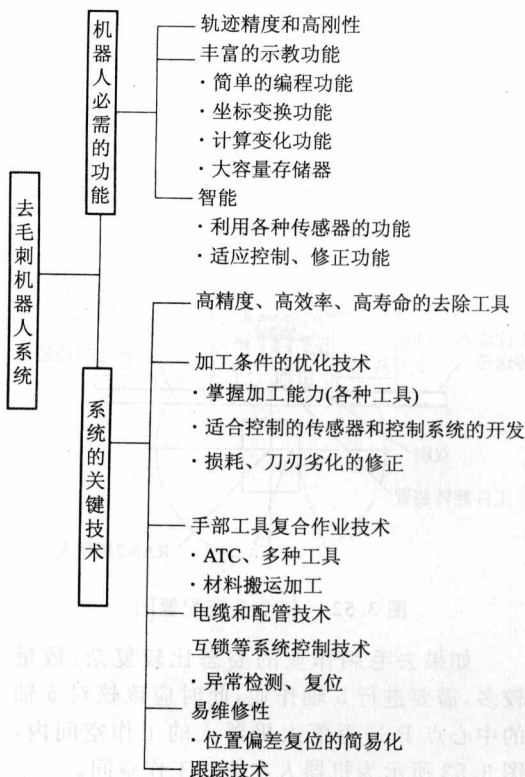 去毛刺机器人系统
机器人必需的功能
轨迹精度和高刚性
丰富的示教功能
·简单的编程功能
·坐标变换功能
·计算变化功能
·大容量存储器
智能
·利用各种传感器的功能
·适应控制、修正功能
系统的关键技术
高精度、高效率、高寿命的去除工具
加工条件的优化技术
·掌握加工能力(各种工具)
·适合控制的传感器和控制系统的开发
·损耗、刀刃劣化的修正
手部工具复合作业技术
·ATC、多种工具
·材料搬运加工
电缆和配管技术
互锁等系统控制技术
·异常检测、复位
易维修性
·位置偏差复位的简易化
跟踪技术